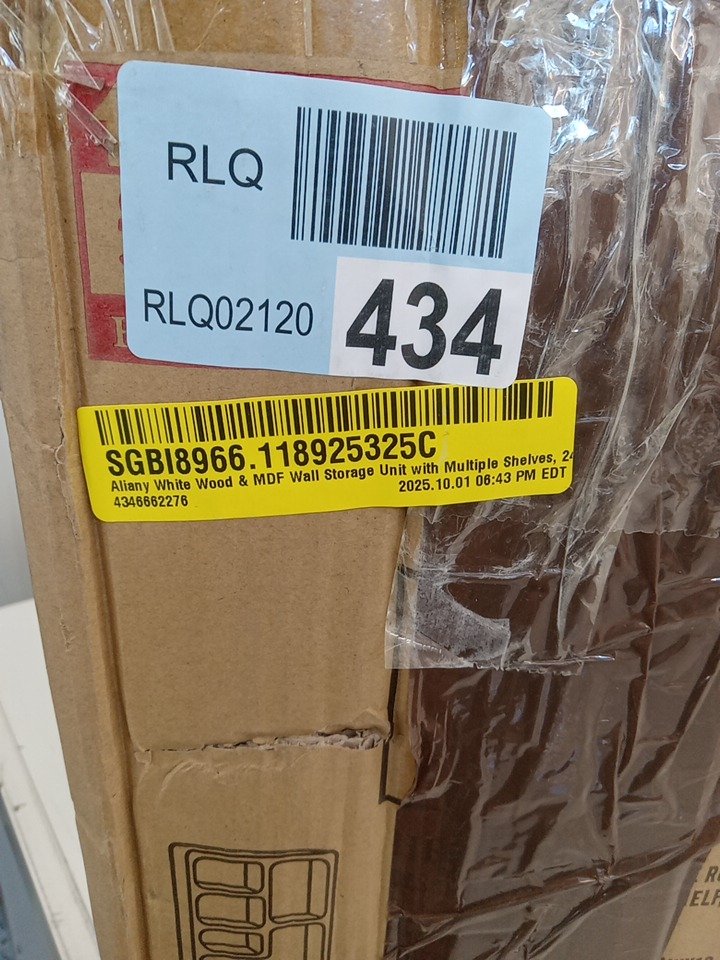 RLQ
RLQ02120
434
SGBI8966.118925325C
Aliany White Wood & MDF Wall Storage Unit with Multiple Shelves, 24
2025.10.01 06:43 PM EDT
4346662276